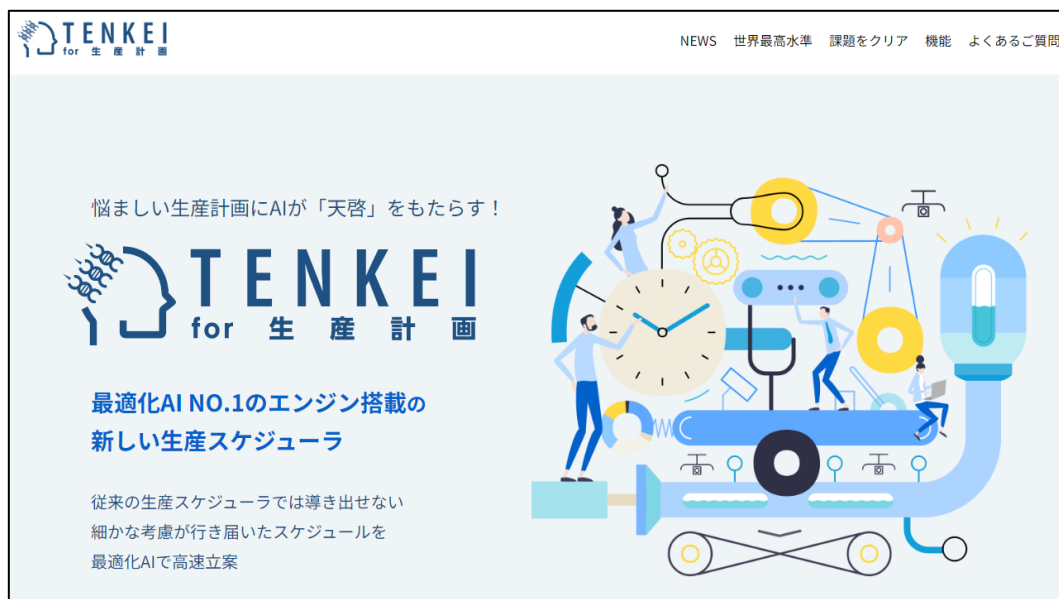 TENKEI
for 生産計画
NEWS 世界最高水準 課題をクリア 機能 よくあるご質問
悩ましい生産計画にAIが「天啓」をもたらす！
TENKEI
for 生産計画
最適化AI NO.1のエンジン搭載の
新しい生産スケジューラ
従来の生産スケジューラでは導き出せない
細かな考慮が行き届いたスケジュールを
最適化AIで高速立案